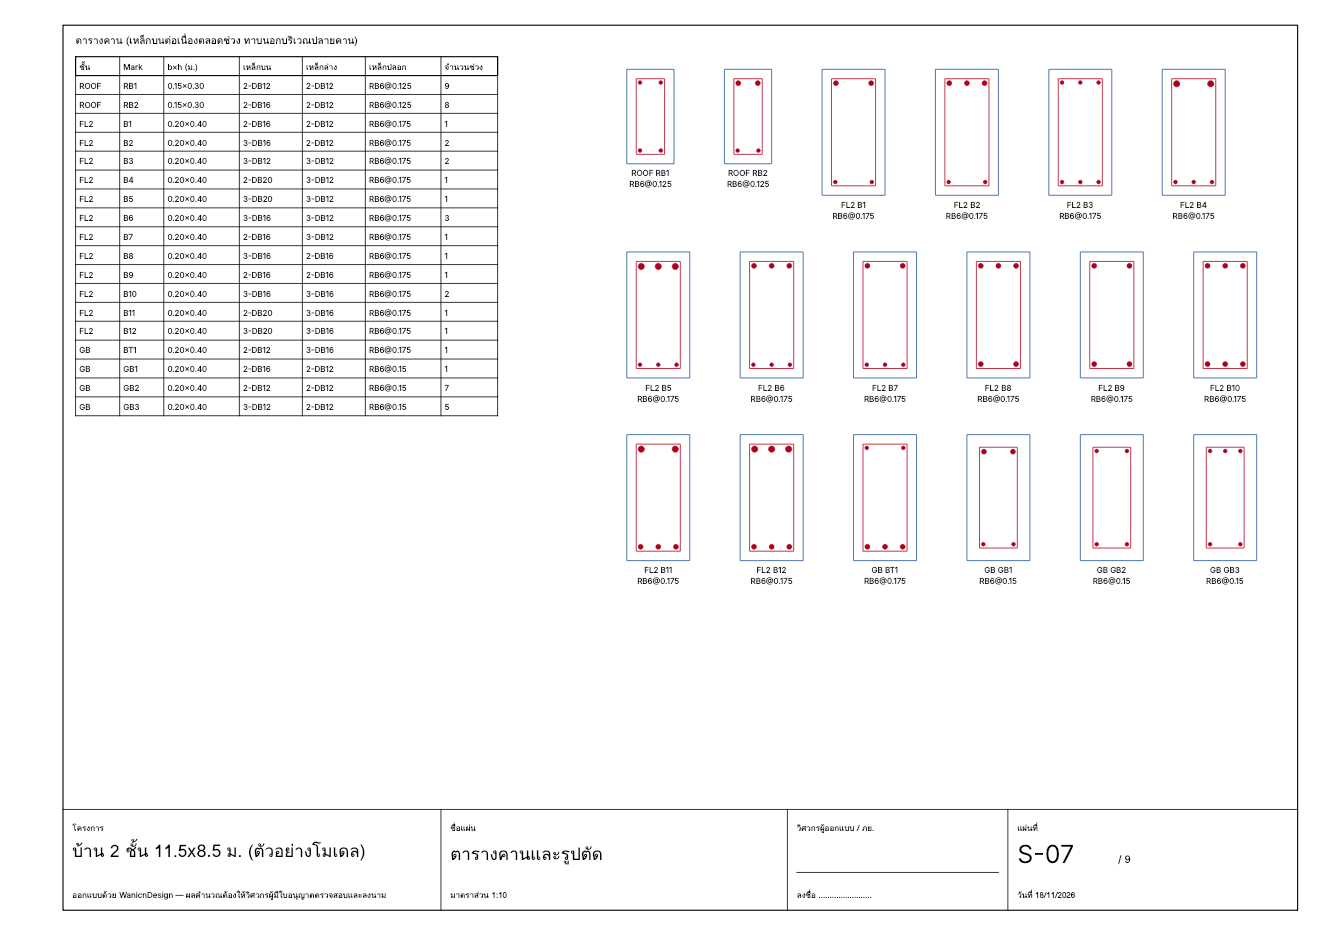 ตารางคาน (เหล็กบนต่อเนื่องตลอดช่วง ทาบนอกบริเวณปลายคาน)
ชั้น Mark b×h (ม.) เหล็กบน เหล็กล่าง เหล็กปลอก จำนวนช่วง
ROOF RB1 0.15×0.30 2-DB12 2-DB12 RB6@0.125 9
ROOF RB2 0.15×0.30 2-DB16 2-DB12 RB6@0.125 8
FL2 B1 0.20×0.40 2-DB16 2-DB12 RB6@0.175 1
FL2 B2 0.20×0.40 3-DB16 2-DB12 RB6@0.175 2
FL2 B3 0.20×0.40 3-DB12 3-DB12 RB6@0.175 2
FL2 B4 0.20×0.40 2-DB20 3-DB12 RB6@0.175 1
FL2 B5 0.20×0.40 3-DB20 3-DB12 RB6@0.175 1
FL2 B6 0.20×0.40 3-DB16 3-DB12 RB6@0.175 3
FL2 B7 0.20×0.40 2-DB16 3-DB12 RB6@0.175 1
FL2 B8 0.20×0.40 3-DB16 2-DB16 RB6@0.175 1
FL2 B9 0.20×0.40 2-DB16 2-DB16 RB6@0.175 1
FL2 B10 0.20×0.40 3-DB16 3-DB16 RB6@0.175 2
FL2 B11 0.20×0.40 2-DB20 3-DB16 RB6@0.175 1
FL2 B12 0.20×0.40 3-DB20 3-DB16 RB6@0.175 1
GB BT1 0.20×0.40 2-DB12 3-DB16 RB6@0.175 1
GB GB1 0.20×0.40 2-DB16 2-DB12 RB6@0.15 1
GB GB2 0.20×0.40 2-DB12 2-DB12 RB6@0.15 7
GB GB3 0.20×0.40 3-DB12 2-DB12 RB6@0.15 5
ROOF RB1 ROOF RB2
RB6@0.125 RB6@0.125
FL2 B1 FL2 B2 FL2 B3 FL2 B4
RB6@0.175 RB6@0.175 RB6@0.175 RB6@0.175
FL2 B5 FL2 B6 FL2 B7 FL2 B8 FL2 B9 FL2 B10
RB6@0.175 RB6@0.175 RB6@0.175 RB6@0.175 RB6@0.175 RB6@0.175
FL2 B11 FL2 B12 GB BT1 GB GB1 GB GB2 GB GB3
RB6@0.175 RB6@0.175 RB6@0.175 RB6@0.15 RB6@0.15 RB6@0.15
โครงการ
บ้าน 2 ชั้น 11.5x8.5 ม. (ตัวอย่างโมเดล)
ออกแบบด้วย WanicnDesign — ผลคำนวณต้องให้วิศวกรผู้มีใบอนุญาตตรวจสอบและลงนาม
ชื่อแผ่น
ตารางคานและรูปตัด
มาตราส่วน 1:10
วิศวกรผู้ออกแบบ / ภย.
ลงชื่อ ........................
แผ่นที่
S-07 / 9
วันที่ 18/11/2026